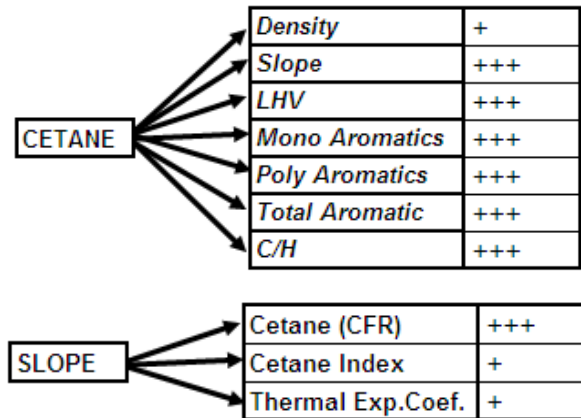 Density +
Slope +++
LHV +++
CETANE
Mono Aromatics +++
Poly Aromatics +++
Total Aromatic +++
C/H +++
Cetane (CFR) +++
SLOPE
Cetane Index +
Thermal Exp.Coef. +